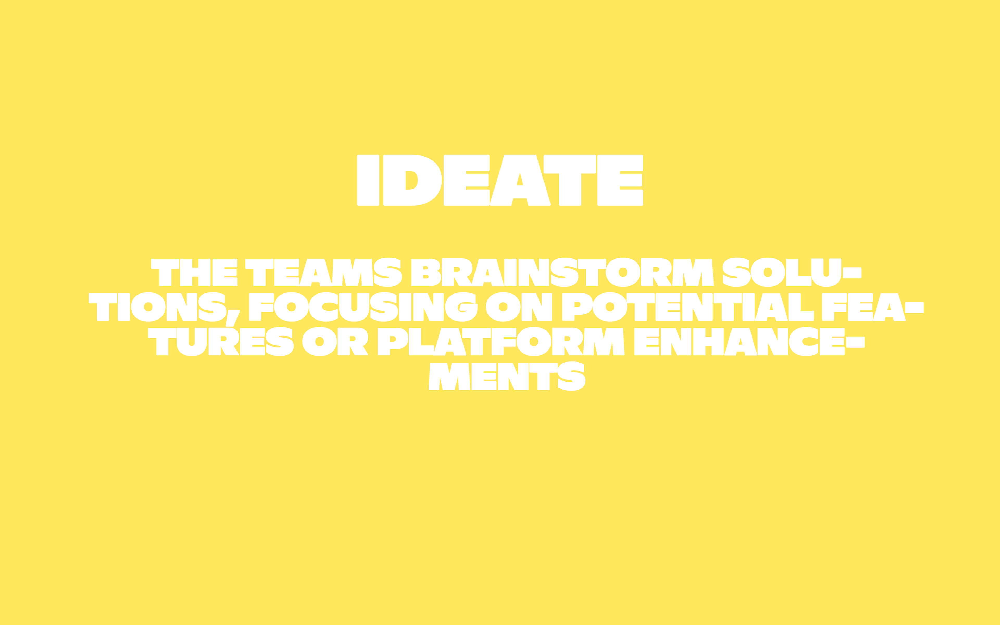 IDEATE
THE TEAMS BRAINSTORM SOLU-
TIONS, FOCUSING ON POTENTIAL FEA-
TURES OR PLATFORM ENHANCE-
MENTS